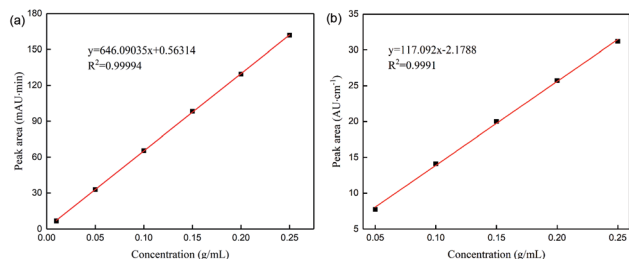 (a)
180
150
120
90
60
30
0
Peak area (mAU·min)
y=646.09035x+0.56314
R²=0.99994
0.00 0.05 0.10 0.15 0.20 0.25
Concentration (g/mL)
(b)
35
30
25
20
15
10
5
Peak area (AU·cm⁻¹)
y=117.092x-2.1788
R²=0.9991
0.05 0.10 0.15 0.20 0.25
Concentration (g/mL)